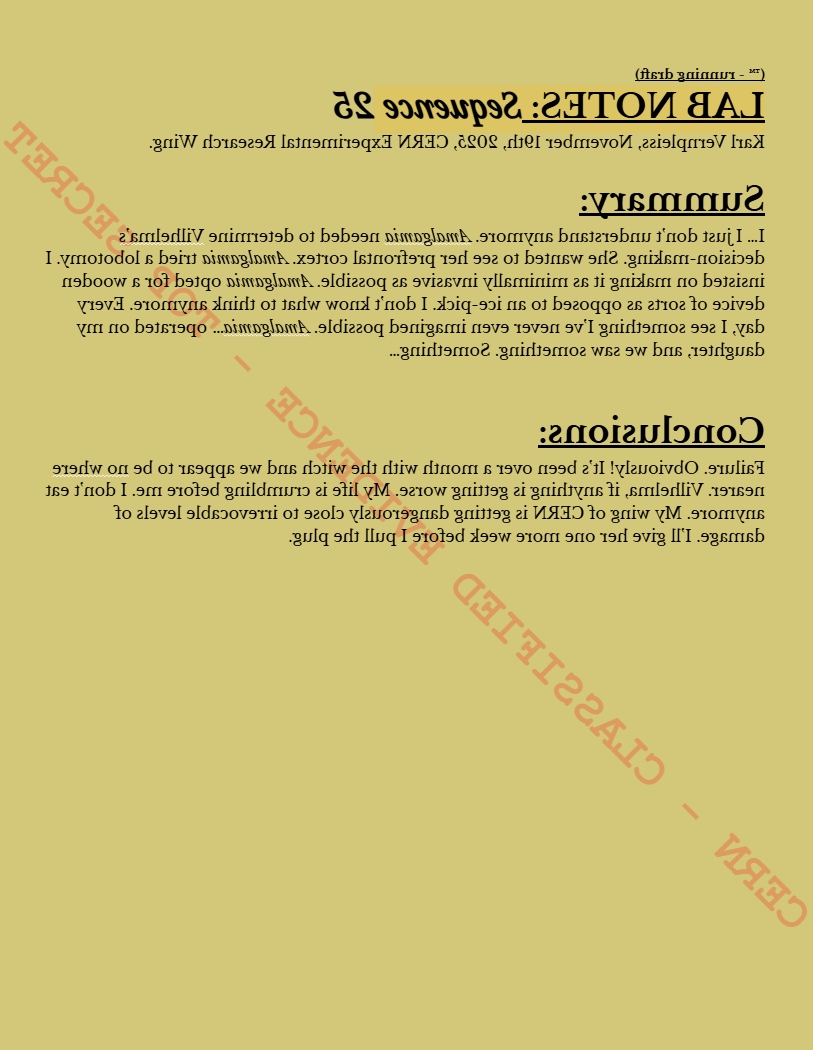 (™ - running draft)
LAB NOTES: Sequence 25
Karl Vernpleiss, November 19th, 2025, CERN Experimental Research Wing.
Summary:
I... I just don't understand anymore. Amalgamia needed to determine Vilhelma's
decision-making. She wanted to see her prefrontal cortex. Amalgamia tried a lobotomy. I
insisted on making it as minimally invasive as possible. Amalgamia opted for a wooden
device of sorts as opposed to an ice-pick. I don't know what to think anymore. Every
day, I see something I've never even imagined possible. Amalgamia... operated on my
daughter, and we saw something. Something...
Conclusions:
Failure. Obviously! It's been over a month with the witch and we appear to be no where
nearer. Vilhelma, if anything is getting worse. My life is crumbling before me. I don't eat
anymore. My wing of CERN is getting dangerously close to irrevocable levels of
damage. I'll give her one more week before I pull the plug.
CERN - CLASSIFIED EVIDENCE - TOP SECRET